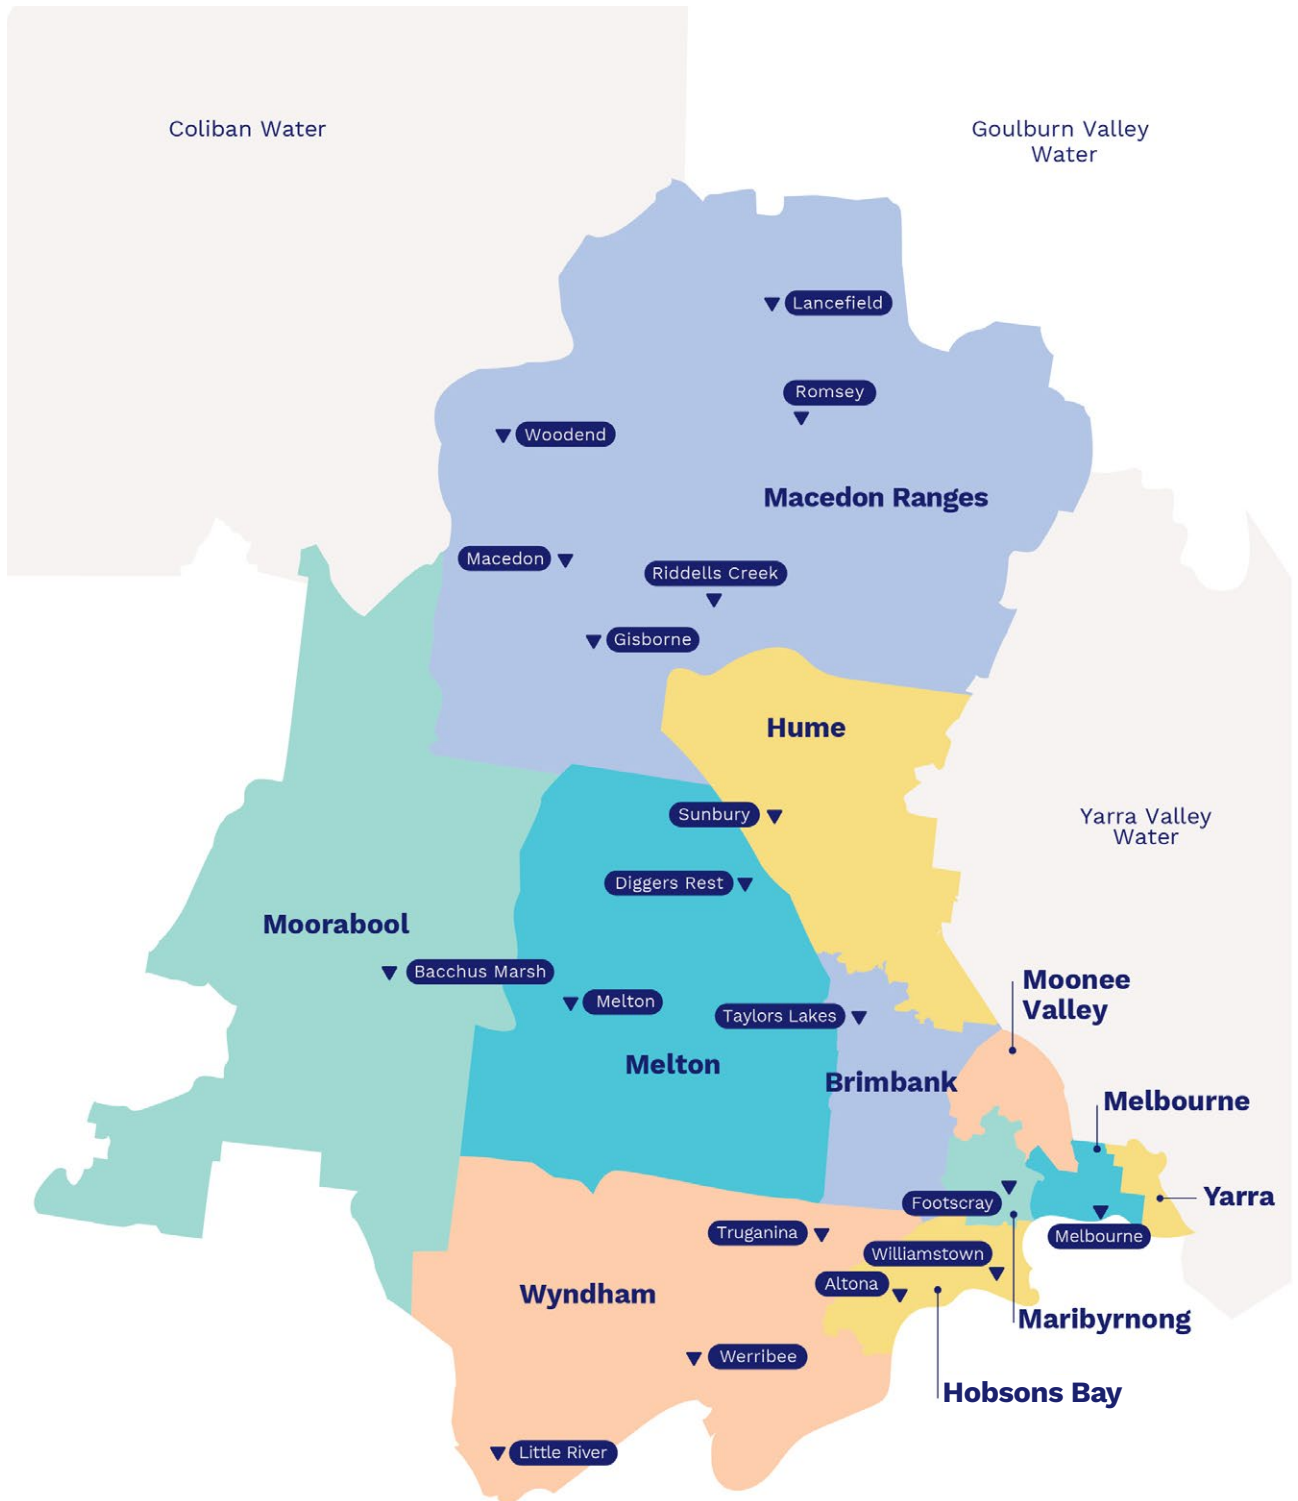 Coliban Water
Goulburn Valley
Water
Lancefield
Romsey
Woodend
Macedon Ranges
Macedon
Riddells Creek
Gisborne
Hume
Sunbury
Yarra Valley
Water
Diggers Rest
Moorabool
Bacchus Marsh
Melton
Taylors Lakes
Moonee
Valley
Melton
Brimbank
Melbourne
Footscray
Yarra
Truganina
Melbourne
Williamstown
Altona
Wyndham
Maribyrnong
Werribee
Hobsons Bay
Little River